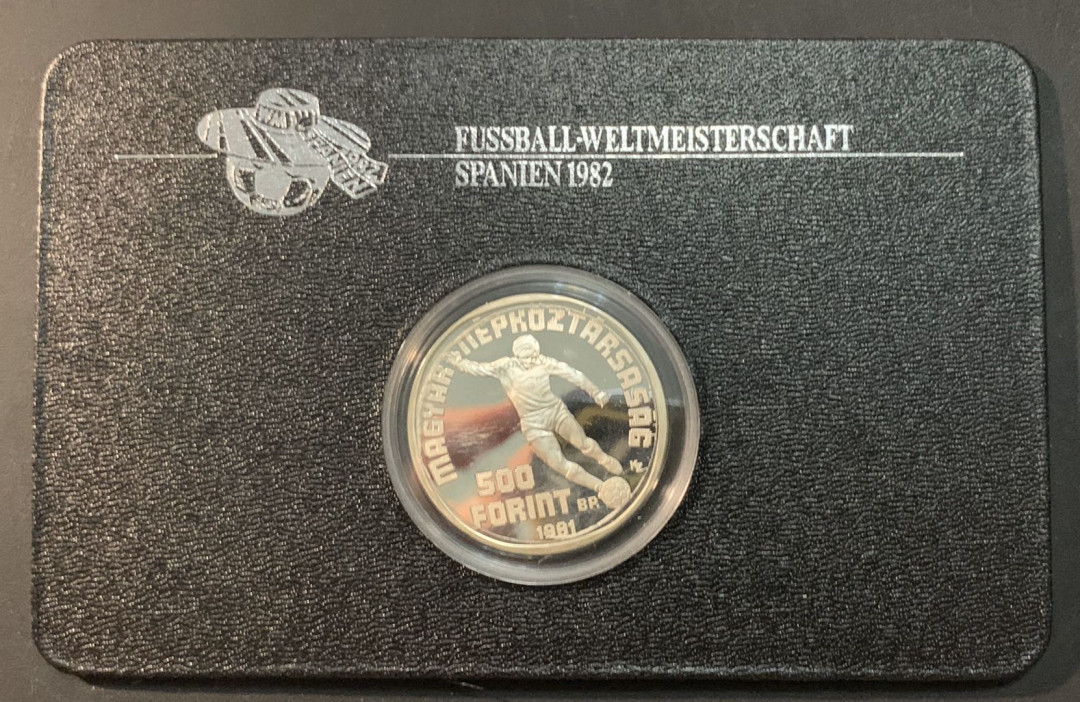 FUSSBALL-WELTMEISTERSCHAFT
SPANIEN 1982
MAGYAR NÉPKÖZTÁRSASÁG
500
FORINT BP.
1981